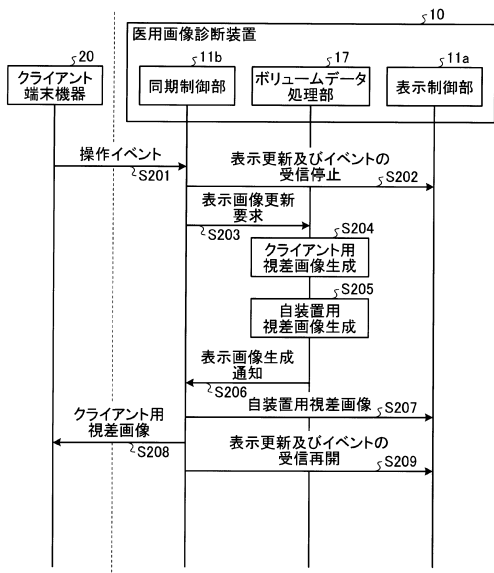 10
医用画像診断装置
20
クライアント
端末機器
11b
同期制御部
17
ボリュームデータ
処理部
11a
表示制御部
操作イベント
S201
表示更新及びイベントの
受信停止
S202
表示画像更新
要求
S203
S204
クライアント用
視差画像生成
S205
自装置用
視差画像生成
表示画像生成
通知
S206
自装置用視差画像
S207
クライアント用
視差画像
S208
表示更新及びイベントの
受信再開
S209